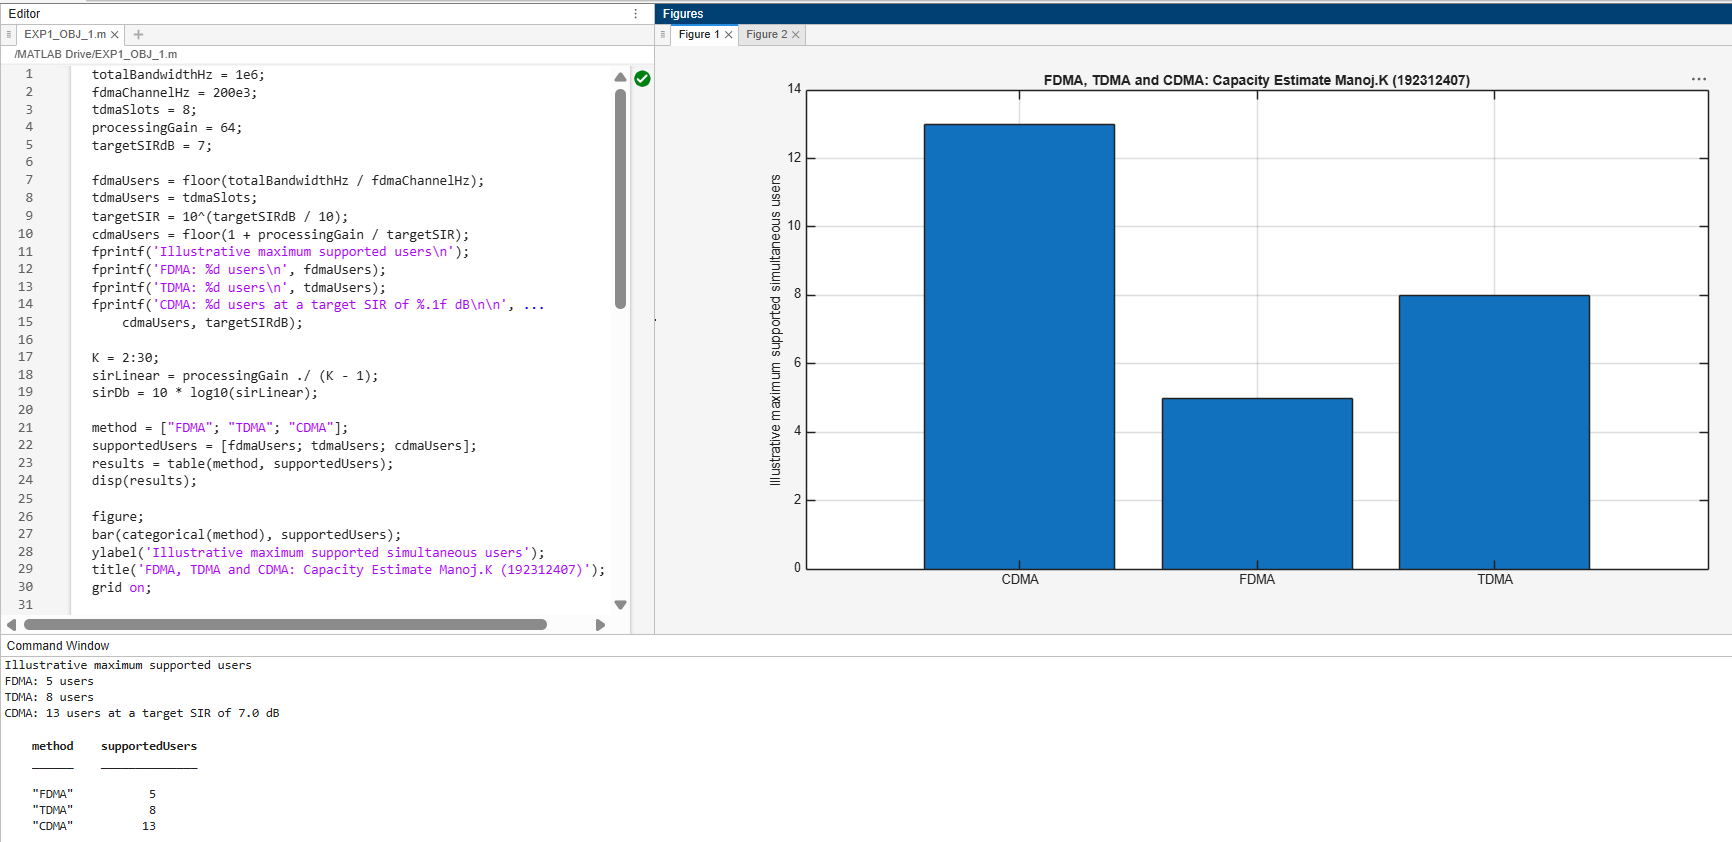 Editor
EXP1_OBJ_1.m
/MATLAB Drive/EXP1_OBJ_1.m
1 totalBandwidthHz = 1e6;
2 fdmaChannelHz = 200e3;
3 tdmaSlots = 8;
4 processingGain = 64;
5 targetSIRdB = 7;
6
7 fdmaUsers = floor(totalBandwidthHz / fdmaChannelHz);
8 tdmaUsers = tdmaSlots;
9 targetSIR = 10^(targetSIRdB / 10);
10 cdmaUsers = floor(1 + processingGain / targetSIR);
11 fprintf('Illustrative maximum supported users\n');
12 fprintf('FDMA: %d users\n', fdmaUsers);
13 fprintf('TDMA: %d users\n', tdmaUsers);
14 fprintf('CDMA: %d users at a target SIR of %.1f dB\n\n', ...
15 cdmaUsers, targetSIRdB);
16
17 K = 2:30;
18 sirLinear = processingGain ./ (K - 1);
19 sirDb = 10 * log10(sirLinear);
20
21 method = ["FDMA"; "TDMA"; "CDMA"];
22 supportedUsers = [fdmaUsers; tdmaUsers; cdmaUsers];
23 results = table(method, supportedUsers);
24 disp(results);
25
26 figure;
27 bar(categorical(method), supportedUsers);
28 ylabel('Illustrative maximum supported simultaneous users');
29 title('FDMA, TDMA and CDMA: Capacity Estimate Manoj.K (192312407)');
30 grid on;
31
Figures
Figure 1 Figure 2
FDMA, TDMA and CDMA: Capacity Estimate Manoj.K (192312407)
Illustrative maximum supported simultaneous users
14
12
10
8
6
4
2
0
CDMA FDMA TDMA
Command Window
Illustrative maximum supported users
FDMA: 5 users
TDMA: 8 users
CDMA: 13 users at a target SIR of 7.0 dB
method supportedUsers
"FDMA" 5
"TDMA" 8
"CDMA" 13